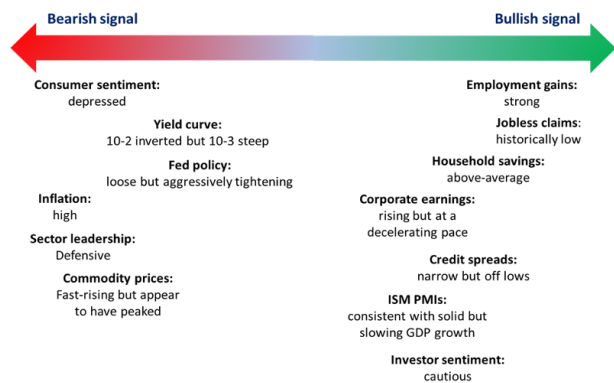 Bearish signal
Bullish signal
Consumer sentiment:
depressed
Yield curve:
10-2 inverted but 10-3 steep
Fed policy:
loose but aggressively tightening
Inflation:
high
Sector leadership:
Defensive
Commodity prices:
Fast-rising but appear
to have peaked
Employment gains:
strong
Jobless claims:
historically low
Household savings:
above-average
Corporate earnings:
rising but at a
decelerating pace
Credit spreads:
narrow but off lows
ISM PMIs:
consistent with solid but
slowing GDP growth
Investor sentiment:
cautious